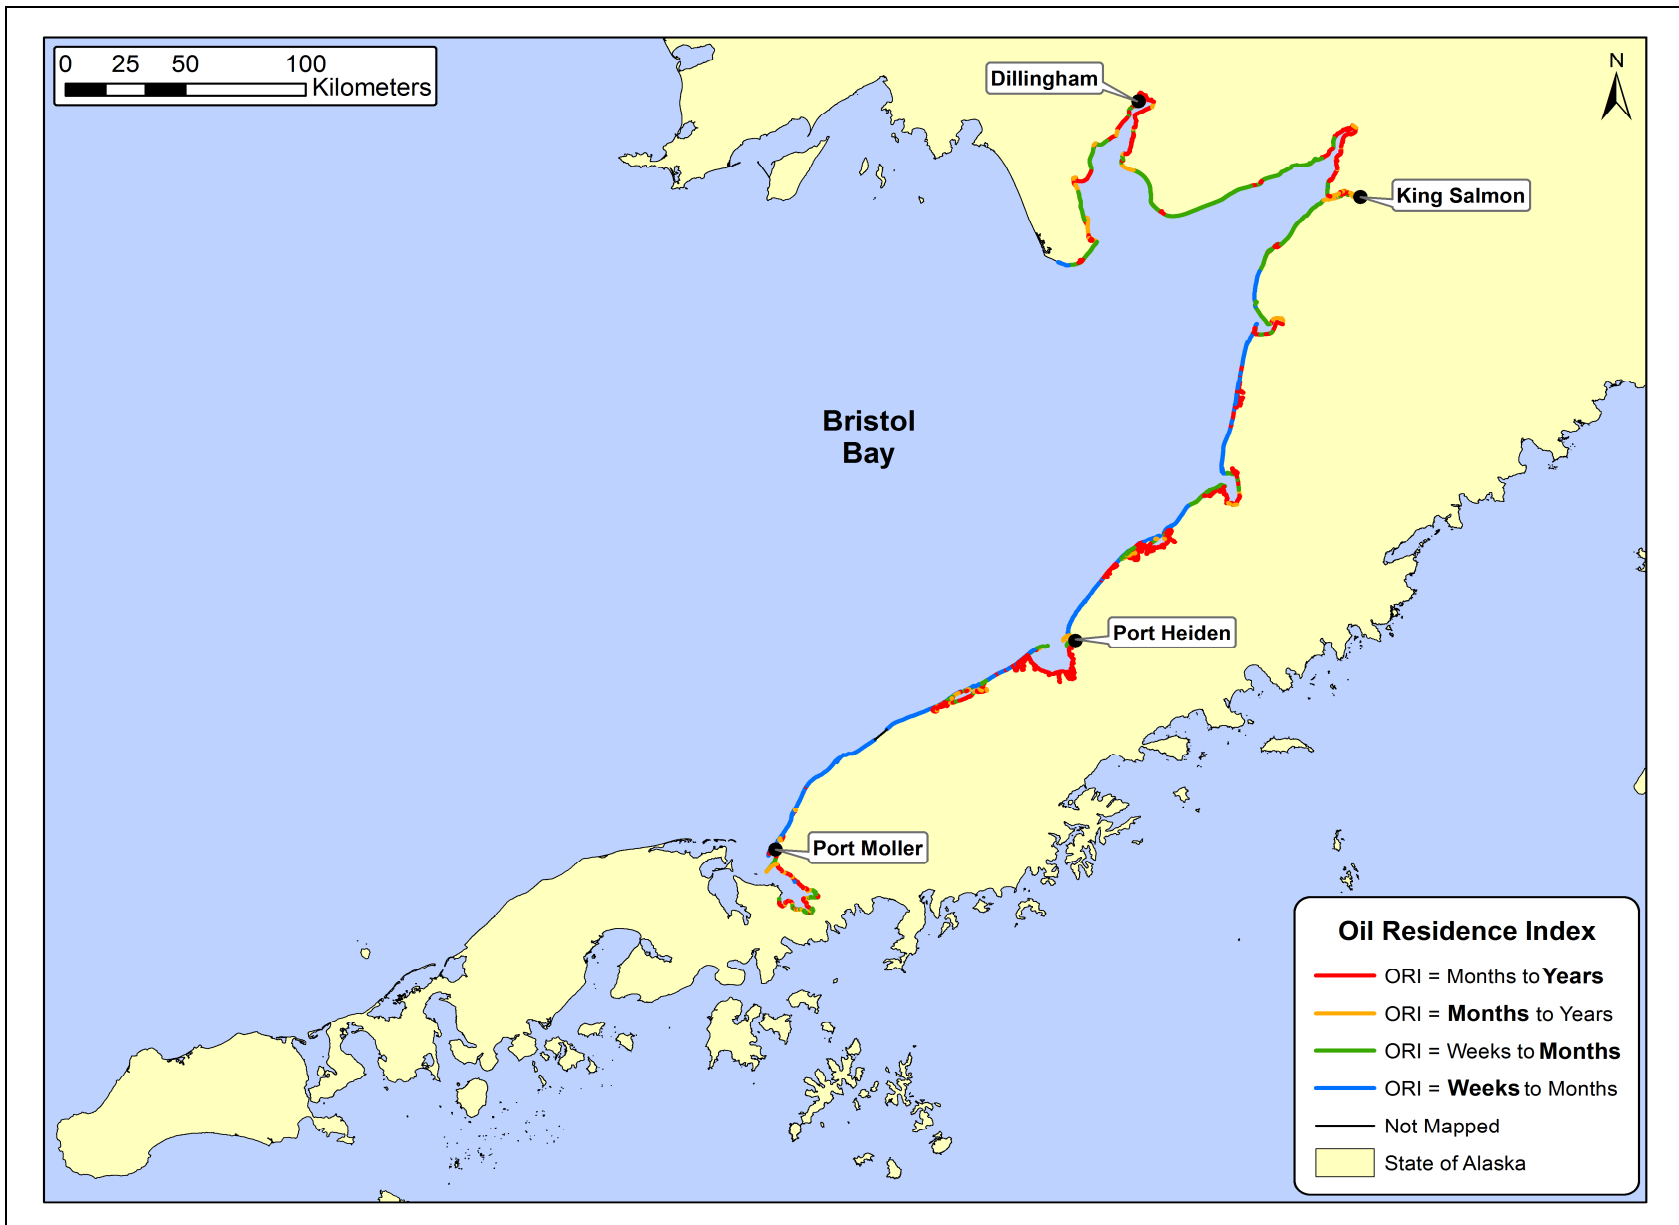 0 25 50 100
Kilometers
N
Dillingham
King Salmon
Bristol
Bay
Port Heiden
Port Moller
Oil Residence Index
ORI = Months to Years
ORI = Months to Years
ORI = Weeks to Months
ORI = Weeks to Months
Not Mapped
State of Alaska